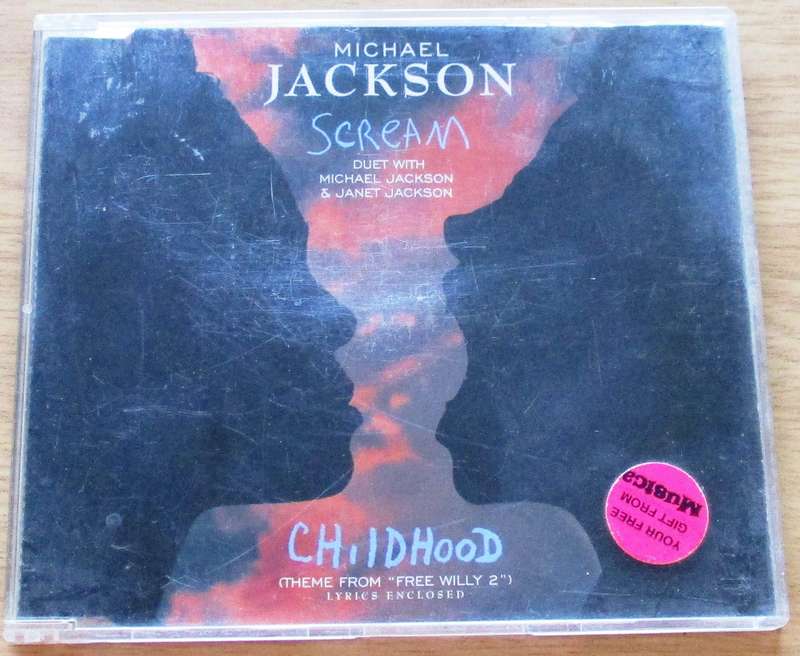 MICHAEL
JACKSON
SCREAM
DUET WITH
MICHAEL JACKSON
& JANET JACKSON
CHiLDHOOD
(THEME FROM "FREE WILLY 2")
LYRICS ENCLOSED
YOUR FREE
GIFT FROM
Musica